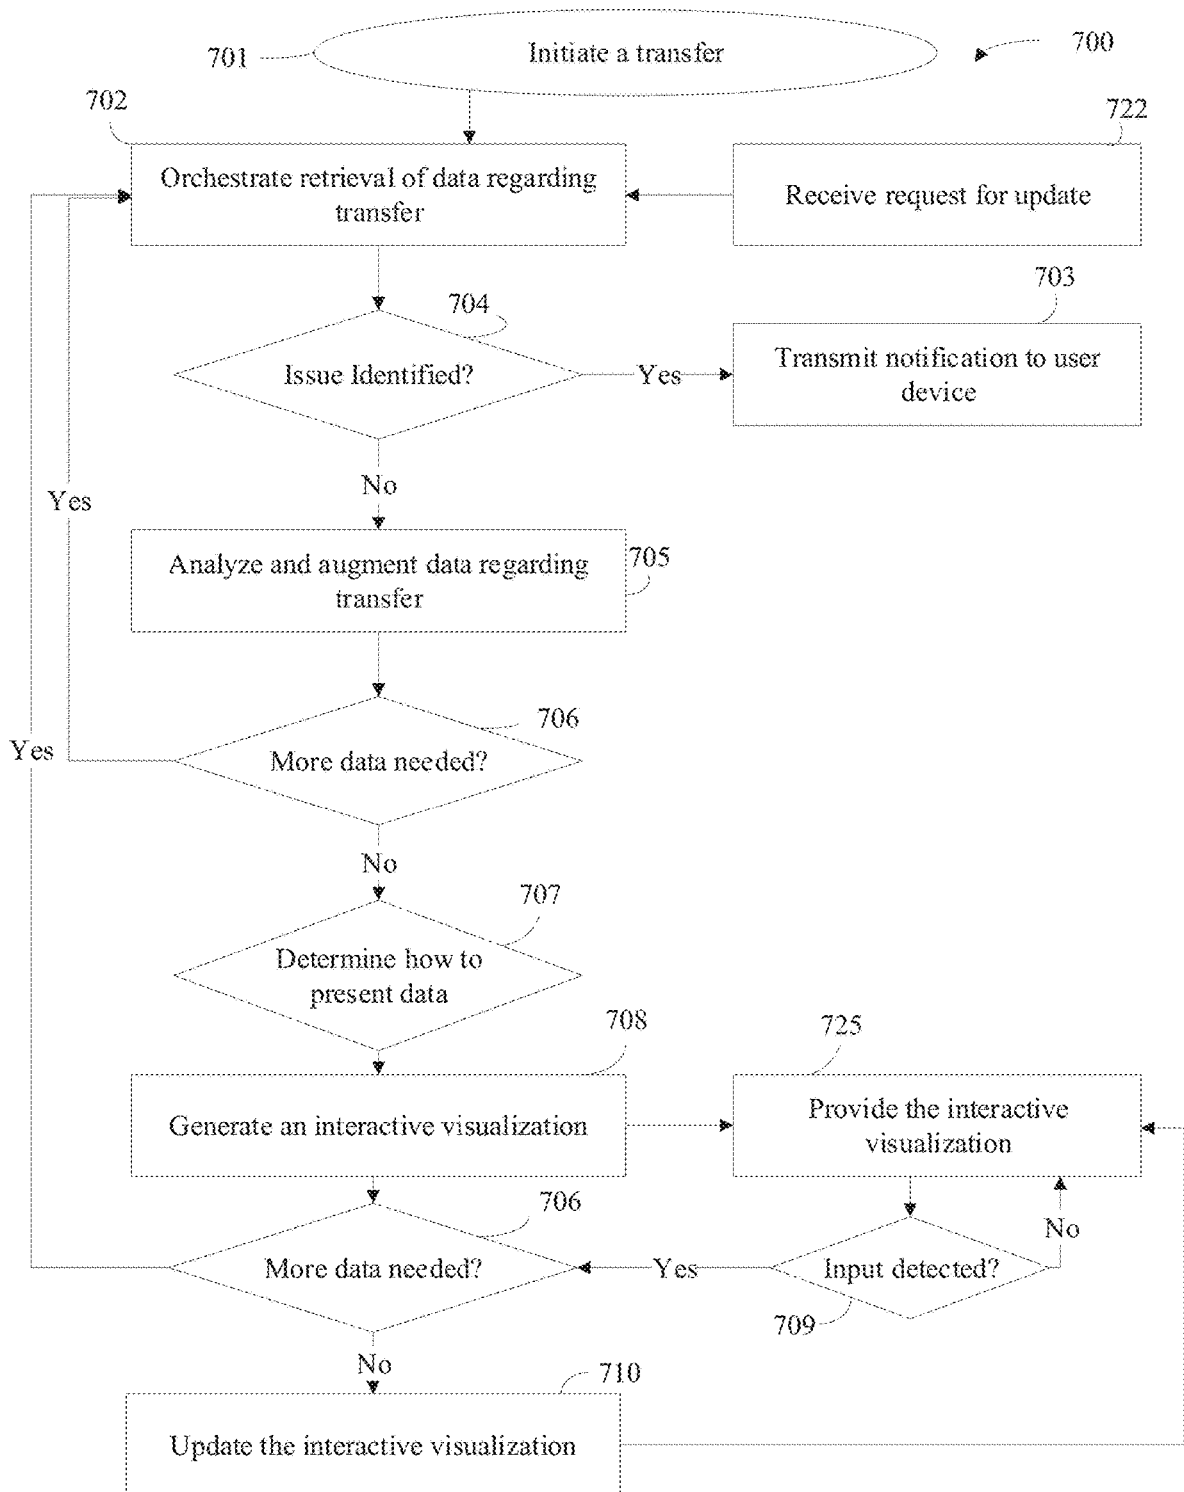 701
Initiate a transfer
700
702
722
Orchestrate retrieval of data regarding
transfer
Receive request for update
704
703
Issue Identified?
Yes
Transmit notification to user
device
No
Yes
Analyze and augment data regarding
transfer
705
706
Yes
More data needed?
No
707
Determine how to
present data
708
725
Generate an interactive visualization
Provide the interactive
visualization
706
No
More data needed?
Yes
Input detected?
709
No
710
Update the interactive visualization